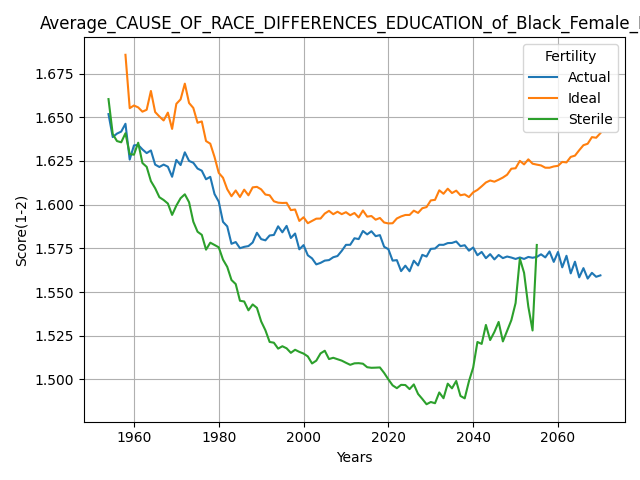 Average_CAUSE_OF_RACE_DIFFERENCES_EDUCATION_of_Black_Female_
Fertility
Actual
Ideal
Sterile
Score(1-2)
1.675
1.650
1.625
1.600
1.575
1.550
1.525
1.500
1960
1980
2000
2020
2040
2060
Years